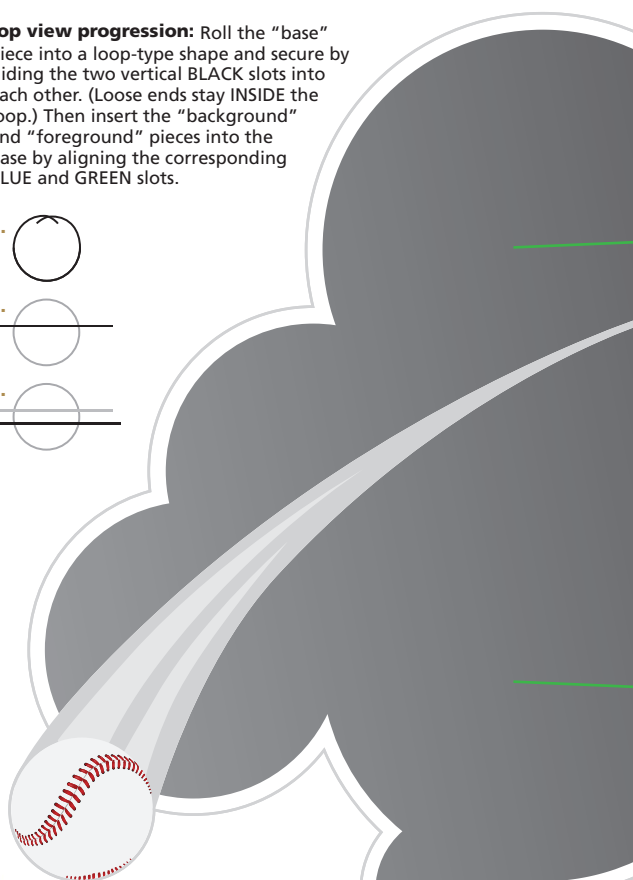 op view progression: Roll the “base”
iece into a loop-type shape and secure by
iding the two vertical BLACK slots into
ach other. (Loose ends stay INSIDE the
oop.) Then insert the “background”
nd “foreground” pieces into the
ase by aligning the corresponding
LUE and GREEN slots.